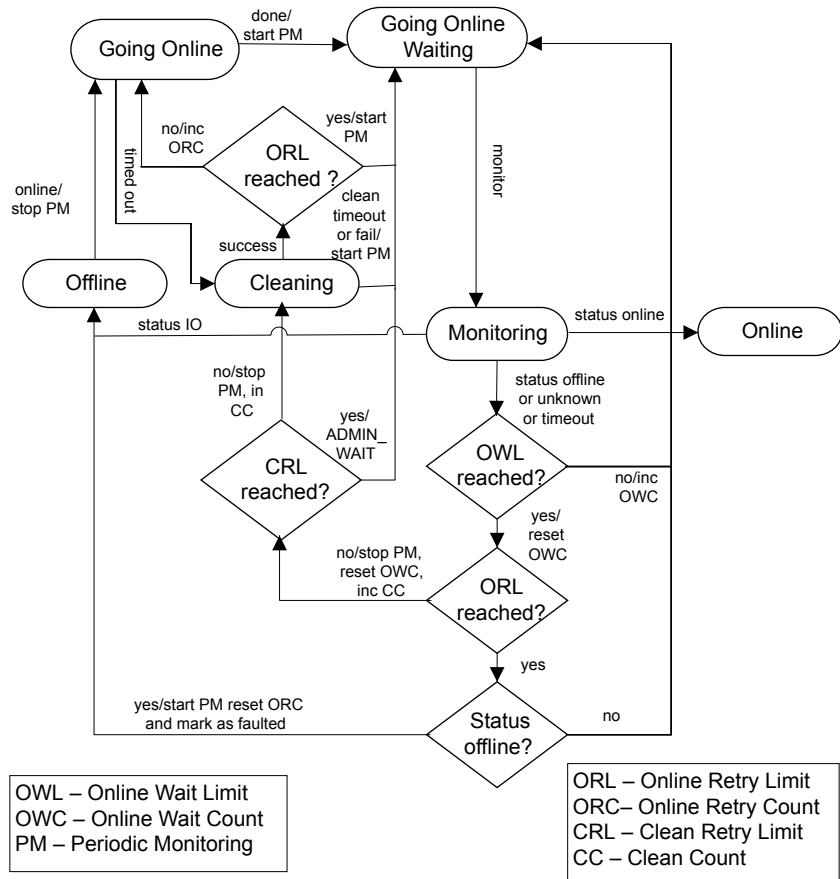 done/
start PM
Going Online
Going Online
Waiting
no/inc
ORC
yes/start
PM
ORL
reached ?
timed out
monitor
online/
stop PM
clean
timeout
or fail/
start PM
success
Offline
Cleaning
status IO
Monitoring
status online
Online
no/stop
PM, in
CC
status offline
or unknown
or timeout
yes/
ADMIN_
WAIT
OWL
reached?
CRL
reached?
no/inc
OWC
yes/
reset
OWC
no/stop PM,
reset OWC,
inc CC
ORL
reached?
yes
yes/start PM reset ORC
and mark as faulted
Status
offline?
no
OWL – Online Wait Limit
OWC – Online Wait Count
PM – Periodic Monitoring
ORL – Online Retry Limit
ORC– Online Retry Count
CRL – Clean Retry Limit
CC – Clean Count